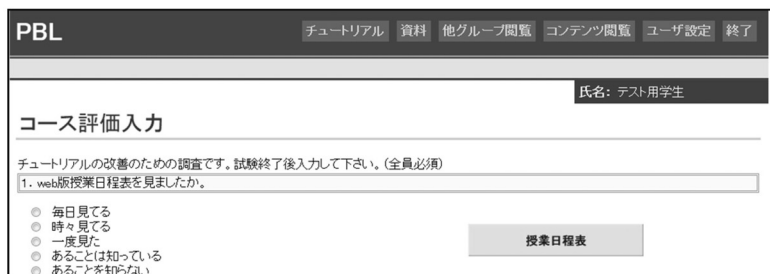 PBL
チュートリアル 資料 他グループ閲覧 コンテンツ閲覧 ユーザ設定 終了
氏名: テスト用学生
コース評価入力
チュートリアルの改善のための調査です。試験終了後入力して下さい。(全員必須)
1. web版授業日程表を見ましたか。
毎日見てる
時々見てる
一度見た
あることは知っている
あることを知らない
授業日程表